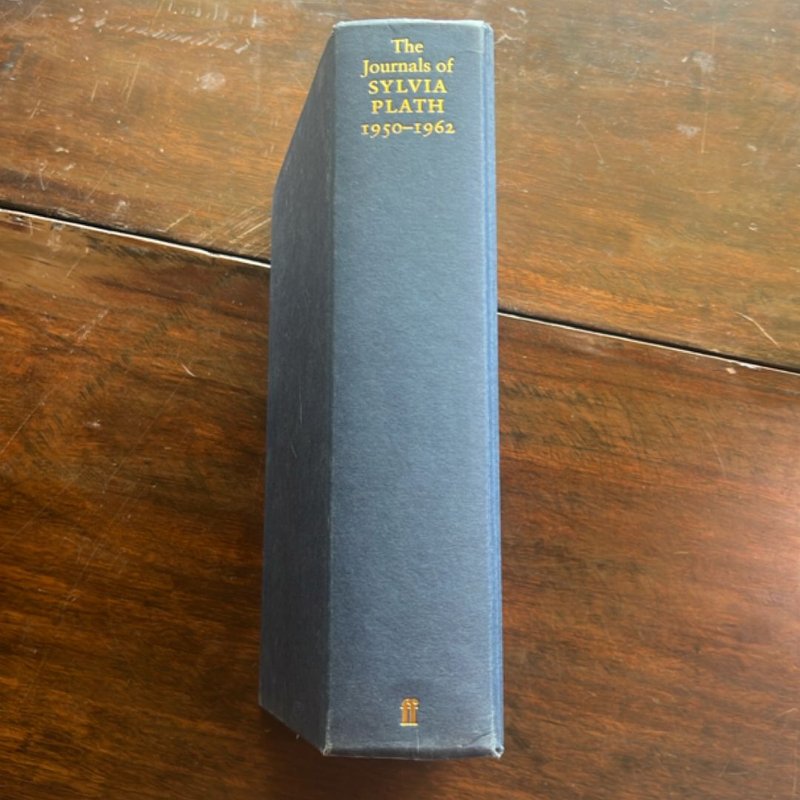 The
Journals of
SYLVIA
PLATH
1950–1962
ff